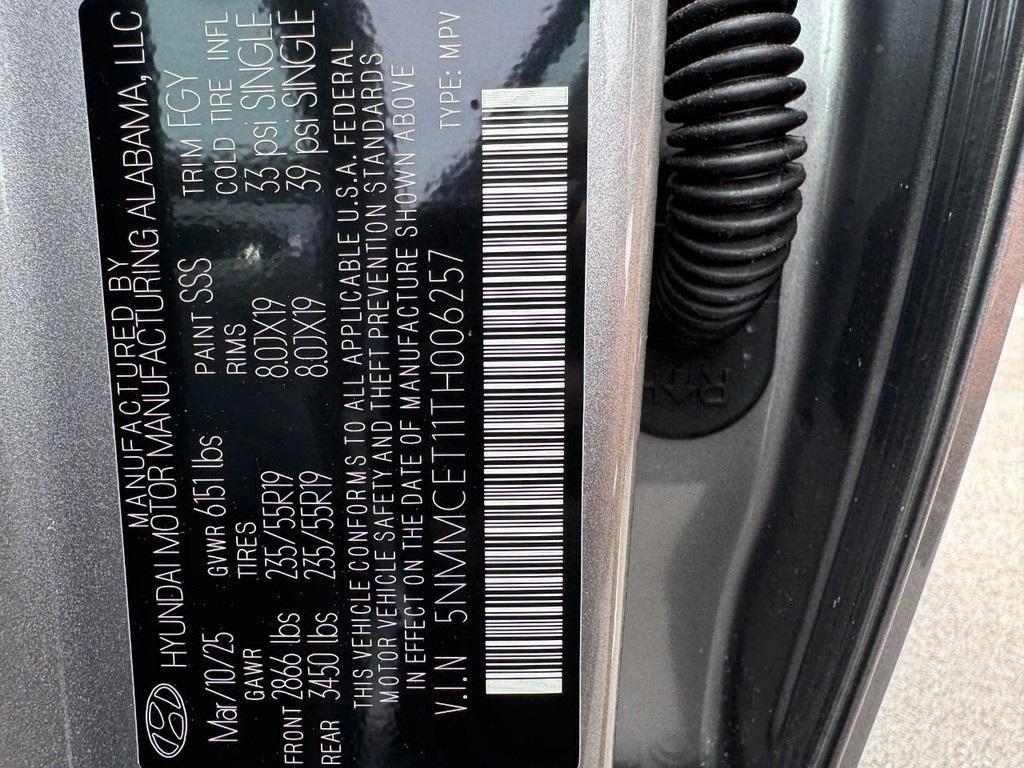 MANUFACTURED BY
HYUNDAI MOTOR MANUFACTURING ALABAMA, LLC
Mar/10/25 GVWR 6151 lbs PAINT SSS TRIM FGY
GAWR TIRES RIMS COLD TIRE INFL
FRONT 2866 lbs 235/55R19 8.0JX19 33 psi SINGLE
REAR 3450 lbs 235/55R19 8.0JX19 39 psi SINGLE
THIS VEHICLE CONFORMS TO ALL APPLICABLE U.S.A. FEDERAL
MOTOR VEHICLE SAFETY AND THEFT PREVENTION STANDARDS
IN EFFECT ON THE DATE OF MANUFACTURE SHOWN ABOVE
V.I.N 5NMMCET11TH006257 TYPE: MPV